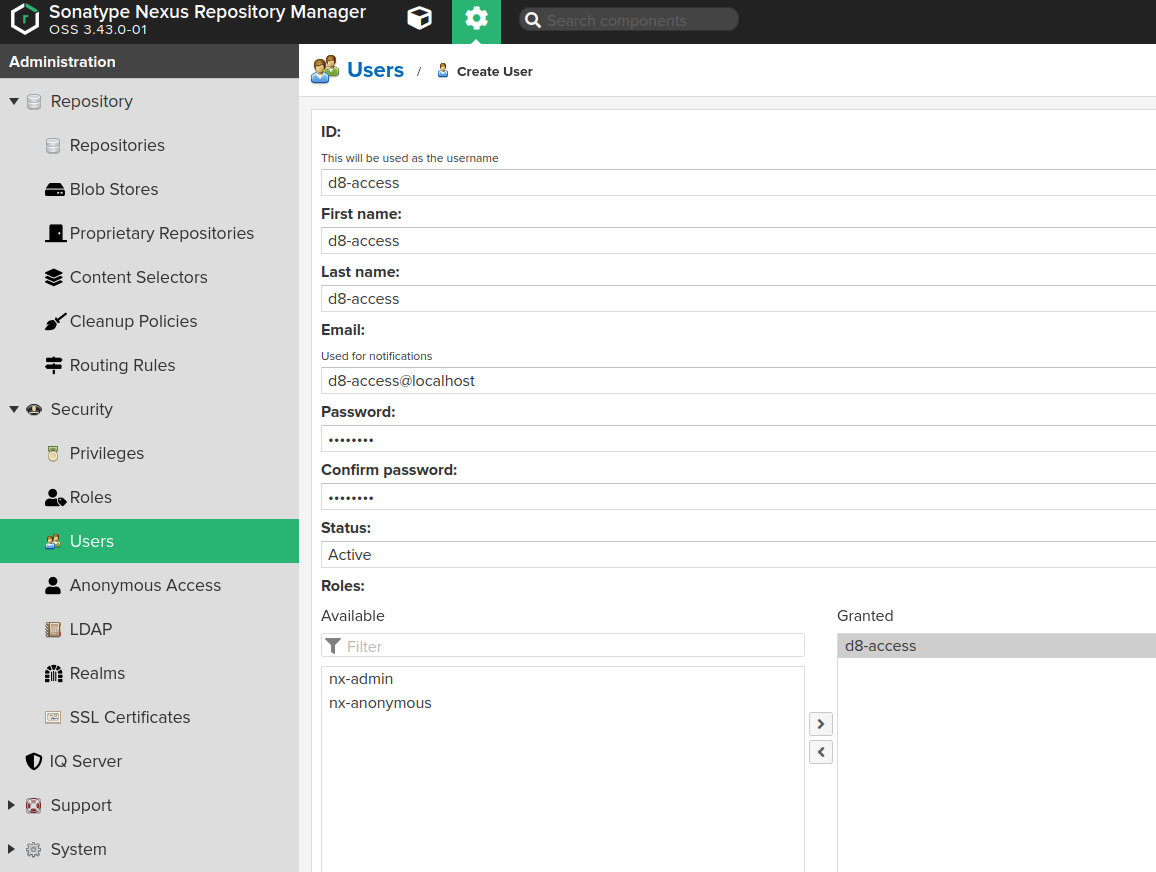 Sonatype Nexus Repository Manager
OSS 3.43.0-01
Search components
Administration
Repository
Repositories
Blob Stores
Proprietary Repositories
Content Selectors
Cleanup Policies
Routing Rules
Security
Privileges
Roles
Users
Anonymous Access
LDAP
Realms
SSL Certificates
IQ Server
Support
System
Users / Create User
ID:
This will be used as the username
d8-access
First name:
d8-access
Last name:
d8-access
Email:
Used for notifications
d8-access@localhost
Password:
••••••••
Confirm password:
••••••••
Status:
Active
Roles:
Available
Filter
nx-admin
nx-anonymous
Granted
d8-access